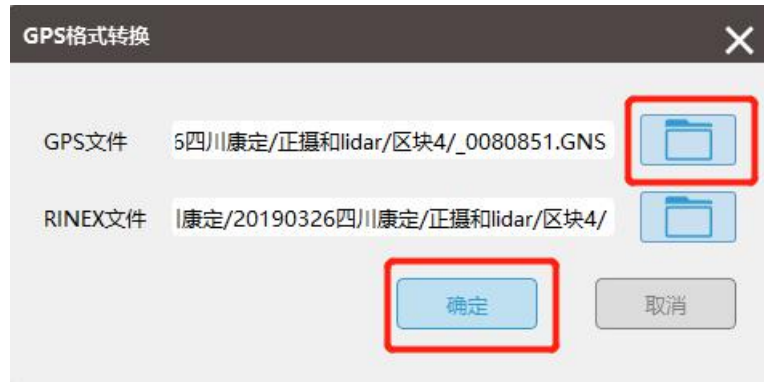 GPS格式转换
GPS文件 6四川康定/正摄和lidar/区块4/_0080851.GNS
RINEX文件 康定/20190326四川康定/正摄和lidar/区块4/
确定 取消